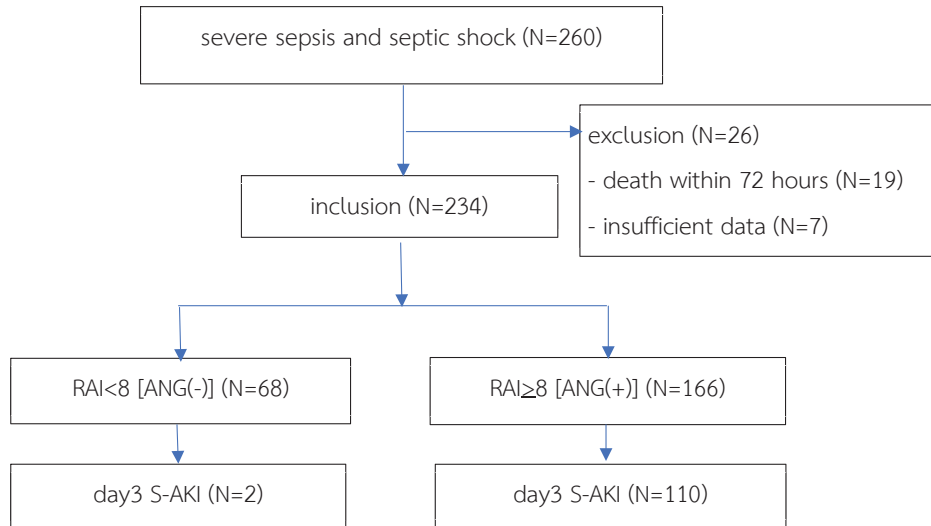 severe sepsis and septic shock (N=260)
exclusion (N=26)
- death within 72 hours (N=19)
- insufficient data (N=7)
inclusion (N=234)
RAI<8 [ANG(-)] (N=68)
RAI≥8 [ANG(+)] (N=166)
day3 S-AKI (N=2)
day3 S-AKI (N=110)